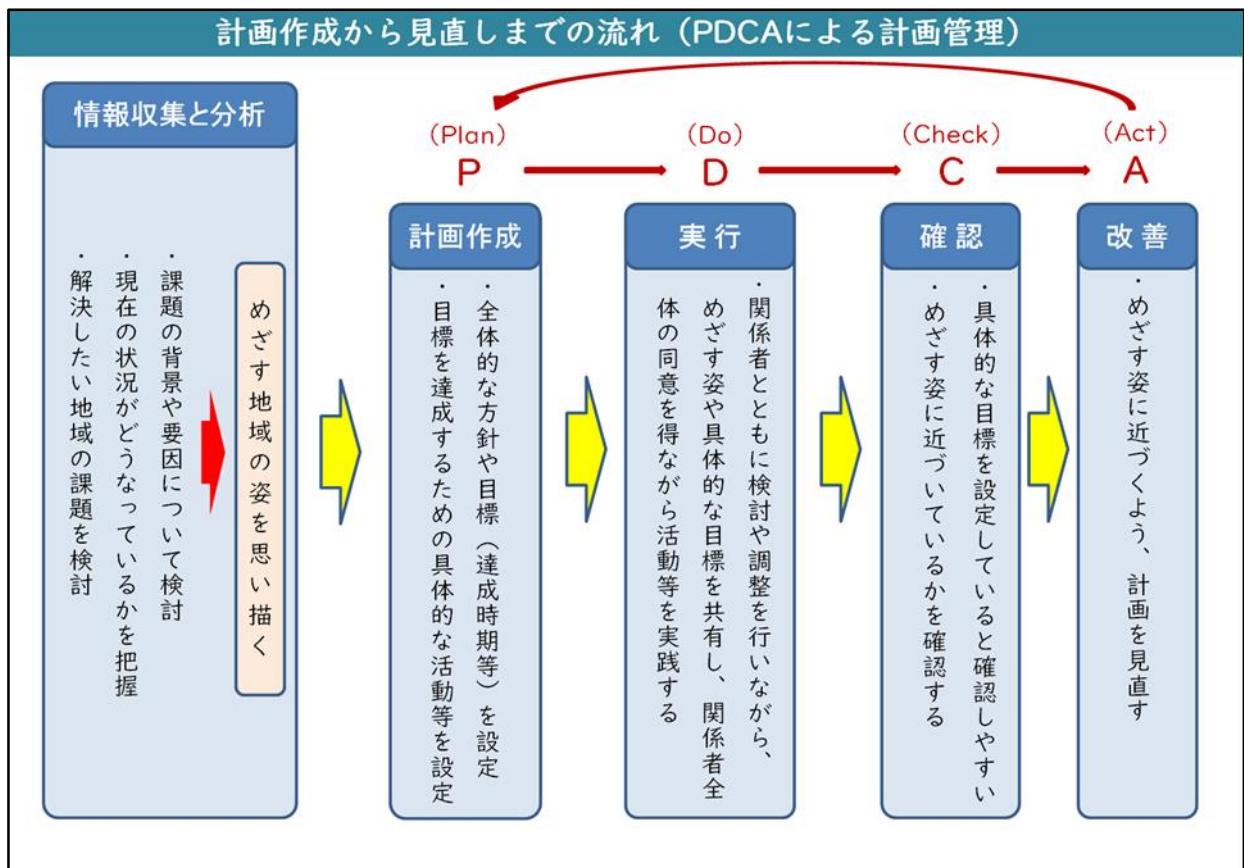 計画作成から見直しまでの流れ（PDCAによる計画管理）
情報収集と分析
・課題の背景や要因について検討
・現在の状況がどうなっているかを把握
・解決したい地域の課題を検討
めざす地域の姿を思い描く
（Plan）
P
計画作成
・全体的な方針や目標（達成時期等）を設定
・目標を達成するための具体的な活動等を設定
（Do）
D
実行
・関係者とともに検討や調整を行いながら、
めざす姿や具体的な目標を共有し、関係者全
体の同意を得ながら活動等を実践する
（Check）
C
確認
・具体的な目標を設定していると確認しやすい
・めざす姿に近づいているかを確認する
（Act）
A
改善
・めざす姿に近づくよう、計画を見直す